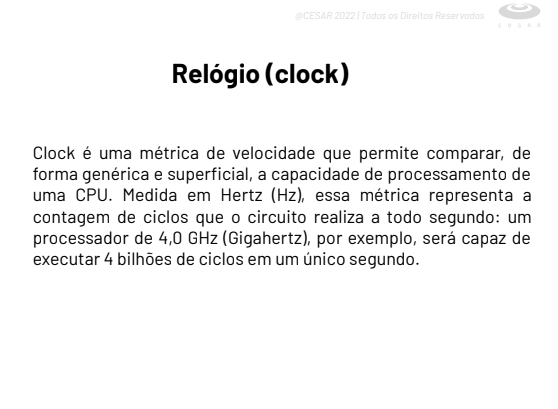 @CESAR 2022 | Todos os Direitos Reservados
C E S A R
Relógio (clock)
Clock é uma métrica de velocidade que permite comparar, de
forma genérica e superficial, a capacidade de processamento de
uma CPU. Medida em Hertz (Hz), essa métrica representa a
contagem de ciclos que o circuito realiza a todo segundo: um
processador de 4,0 GHz (Gigahertz), por exemplo, será capaz de
executar 4 bilhões de ciclos em um único segundo.